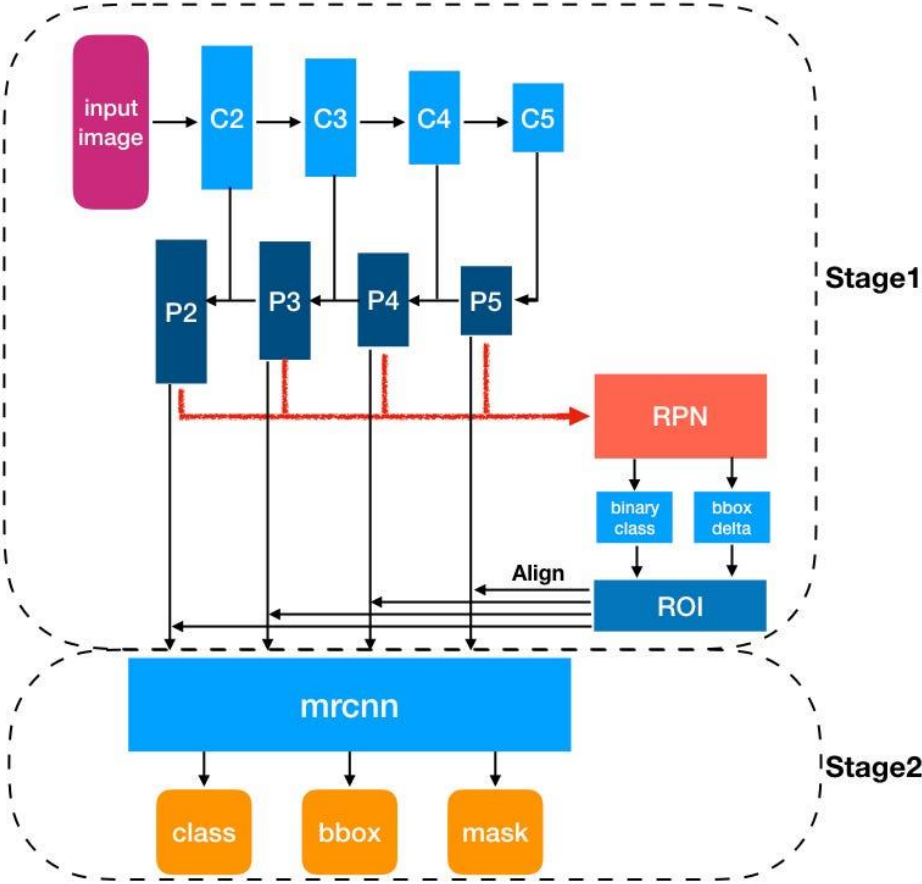 input
image
C2
C3
C4
C5
P2
P3
P4
P5
Stage1
RPN
binary
class
bbox
delta
Align
ROI
mrcnn
Stage2
class
bbox
mask